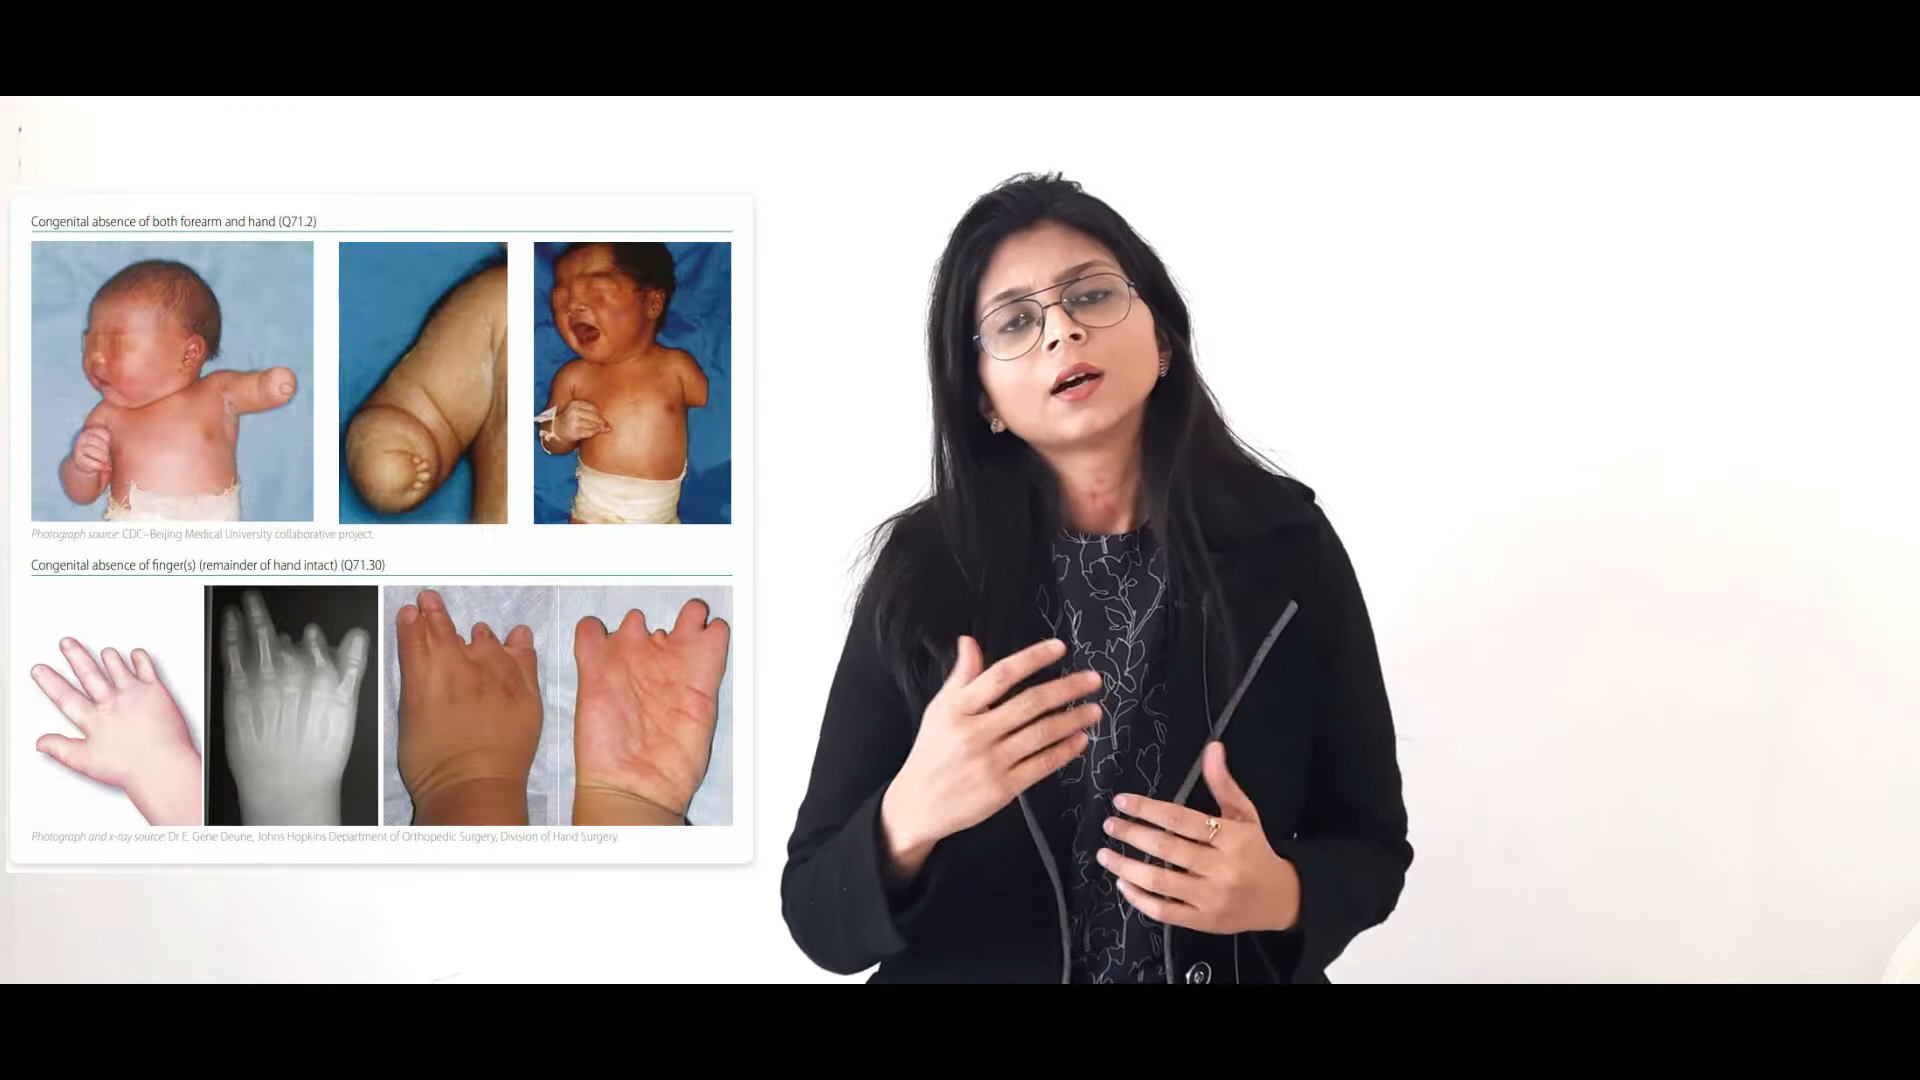 Congenital absence of both forearm and hand (Q71.2)
Photograph source: CDC–Beijing Medical University collaborative project.
Congenital absence of finger(s) (remainder of hand intact) (Q71.30)
Photograph and x-ray source: Dr E. Gene Deune, Johns Hopkins Department of Orthopedic Surgery, Division of Hand Surgery.